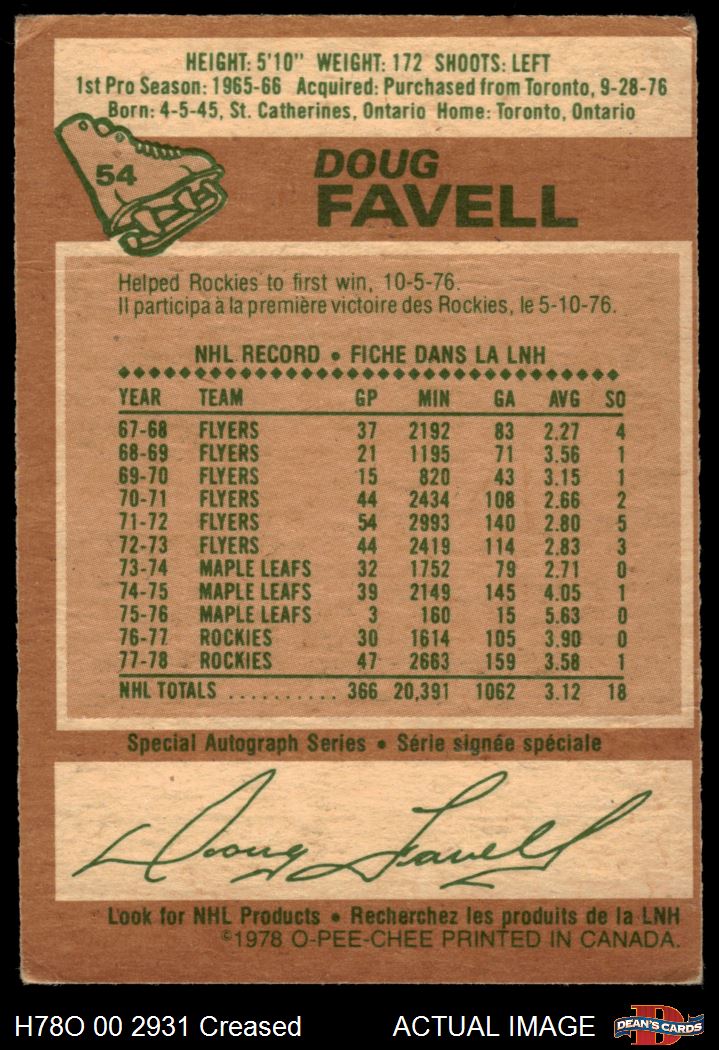 HEIGHT: 5'10" WEIGHT: 172 SHOOTS: LEFT
1st Pro Season: 1965-66 Acquired: Purchased from Toronto, 9-28-76
Born: 4-5-45, St. Catherines, Ontario Home: Toronto, Ontario
54
DOUG
FAVELL
Helped Rockies to first win, 10-5-76.
Il participa à la première victoire des Rockies, le 5-10-76.
NHL RECORD • FICHE DANS LA LNH
YEAR TEAM GP MIN GA AVG SO
67-68 FLYERS 37 2192 83 2.27 4
68-69 FLYERS 21 1195 71 3.56 1
69-70 FLYERS 15 820 43 3.15 1
70-71 FLYERS 44 2434 108 2.66 2
71-72 FLYERS 54 2993 140 2.80 5
72-73 FLYERS 44 2419 114 2.83 3
73-74 MAPLE LEAFS 32 1752 79 2.71 0
74-75 MAPLE LEAFS 39 2149 145 4.05 1
75-76 MAPLE LEAFS 3 160 15 5.63 0
76-77 ROCKIES 30 1614 105 3.90 0
77-78 ROCKIES 47 2663 159 3.58 1
NHL TOTALS .......... 366 20,391 1062 3.12 18
Special Autograph Series • Série signée spéciale
Doug Favell
Look for NHL Products • Recherchez les produits de la LNH
©1978 O-PEE-CHEE PRINTED IN CANADA.
H78O 00 2931 Creased ACTUAL IMAGE
DEAN'S CARDS